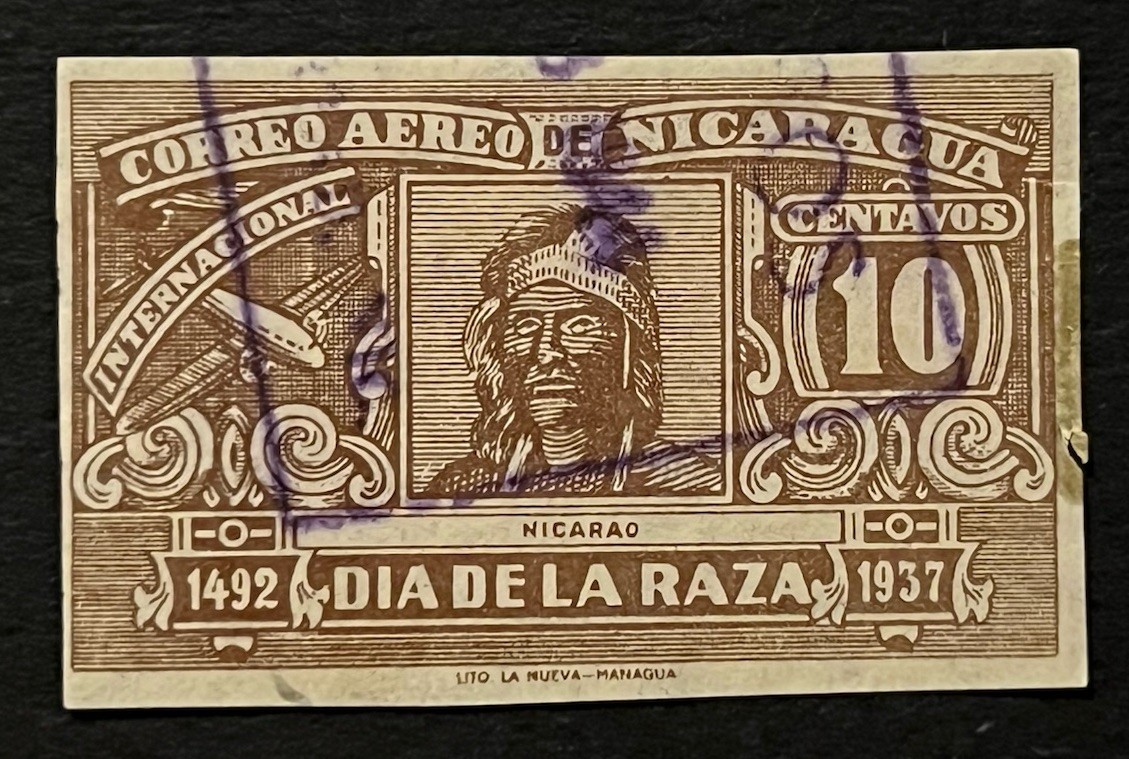 CORREO AEREO DE NICARAGUA
INTERNACIONAL
CENTAVOS
10
NICARAO
1492 DIA DE LA RAZA 1937
LITO. LA NUEVA-MANAGUA